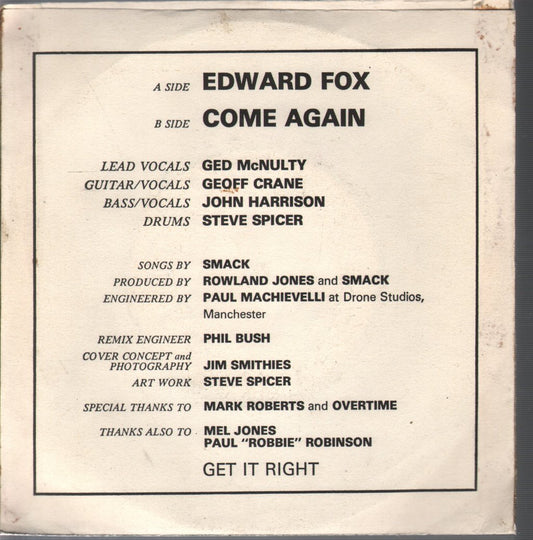 A SIDE EDWARD FOX
B SIDE COME AGAIN
LEAD VOCALS GED McNULTY
GUITAR/VOCALS GEOFF CRANE
BASS/VOCALS JOHN HARRISON
DRUMS STEVE SPICER
SONGS BY SMACK
PRODUCED BY ROWLAND JONES and SMACK
ENGINEERED BY PAUL MACHIEVELLI at Drone Studios,
Manchester
REMIX ENGINEER PHIL BUSH
COVER CONCEPT and
PHOTOGRAPHY JIM SMITHIES
ART WORK STEVE SPICER
SPECIAL THANKS TO MARK ROBERTS and OVERTIME
THANKS ALSO TO MEL JONES
PAUL "ROBBIE" ROBINSON
GET IT RIGHT